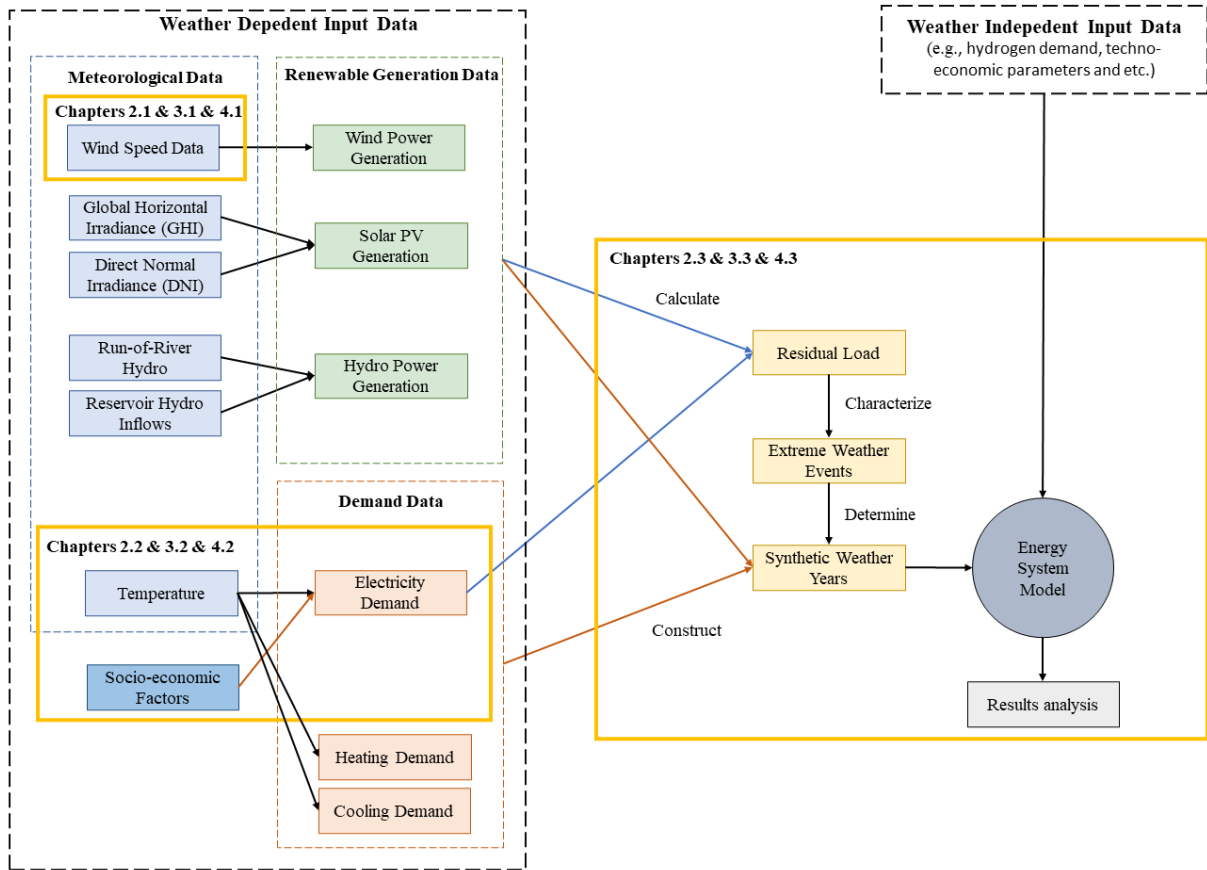 Weather Depedent Input Data
Meteorological Data
Renewable Generation Data
Chapters 2.1 & 3.1 & 4.1
Wind Speed Data
Wind Power
Generation
Global Horizontal
Irradiance (GHI)
Direct Normal
Irradiance (DNI)
Solar PV
Generation
Run-of-River
Hydro
Reservoir Hydro
Inflows
Hydro Power
Generation
Demand Data
Chapters 2.2 & 3.2 & 4.2
Temperature
Electricity
Demand
Socio-economic
Factors
Heating Demand
Cooling Demand
Weather Indepedent Input Data
(e.g., hydrogen demand, techno-
economic parameters and etc.)
Chapters 2.3 & 3.3 & 4.3
Calculate
Residual Load
Characterize
Extreme Weather
Events
Determine
Synthetic Weather
Years
Construct
Energy
System
Model
Results analysis